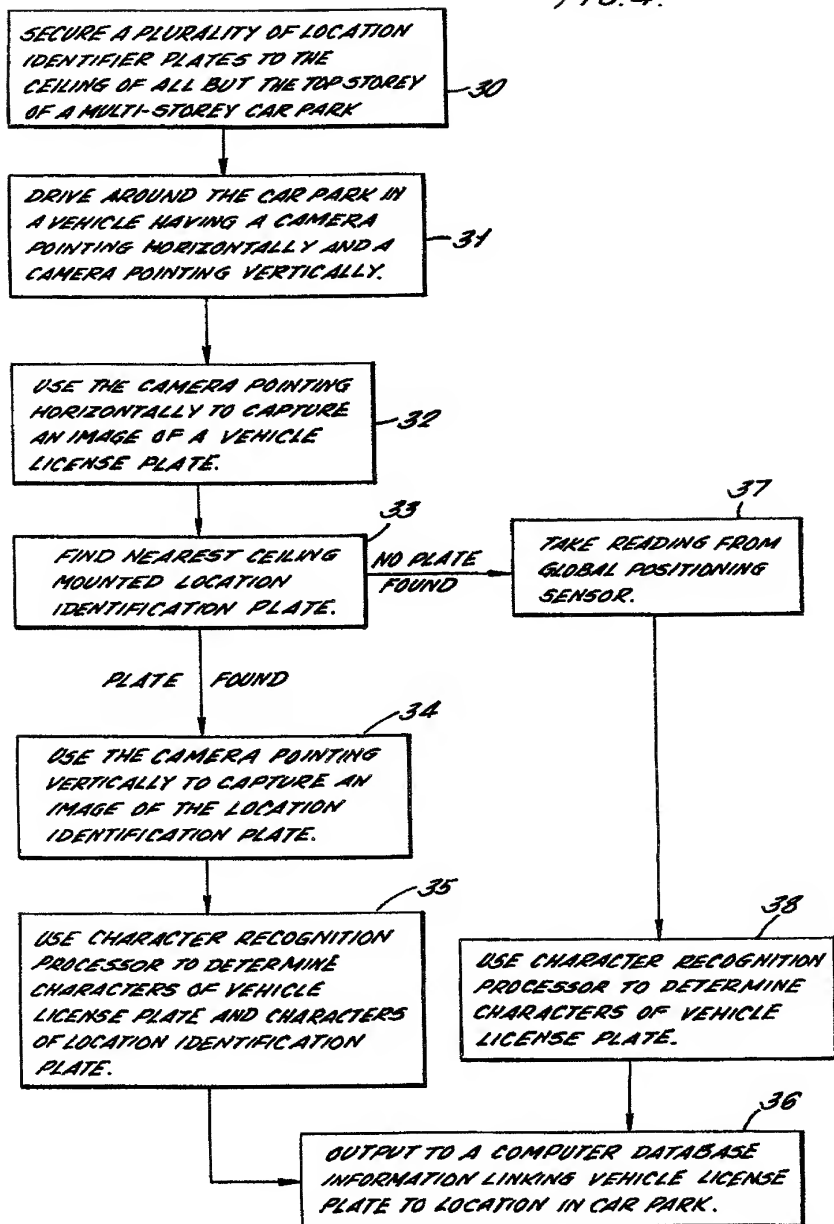 FIG.4.
SECURE A PLURALITY OF LOCATION
IDENTIFIER PLATES TO THE
CEILING OF ALL BUT THE TOP STOREY
OF A MULTI-STOREY CAR PARK
30
DRIVE AROUND THE CAR PARK IN
A VEHICLE HAVING A CAMERA
POINTING HORIZONTALLY AND A
CAMERA POINTING VERTICALLY.
31
USE THE CAMERA POINTING
HORIZONTALLY TO CAPTURE
AN IMAGE OF A VEHICLE
LICENSE PLATE.
32
33
FIND NEAREST CEILING
MOUNTED LOCATION
IDENTIFICATION PLATE.
NO PLATE
FOUND
37
TAKE READING FROM
GLOBAL POSITIONING
SENSOR.
PLATE FOUND
34
USE THE CAMERA POINTING
VERTICALLY TO CAPTURE AN
IMAGE OF THE LOCATION
IDENTIFICATION PLATE.
35
USE CHARACTER RECOGNITION
PROCESSOR TO DETERMINE
CHARACTERS OF VEHICLE
LICENSE PLATE AND CHARACTERS
OF LOCATION IDENTIFICATION
PLATE.
38
USE CHARACTER RECOGNITION
PROCESSOR TO DETERMINE
CHARACTERS OF VEHICLE
LICENSE PLATE.
36
OUTPUT TO A COMPUTER DATABASE
INFORMATION LINKING VEHICLE LICENSE
PLATE TO LOCATION IN CAR PARK.